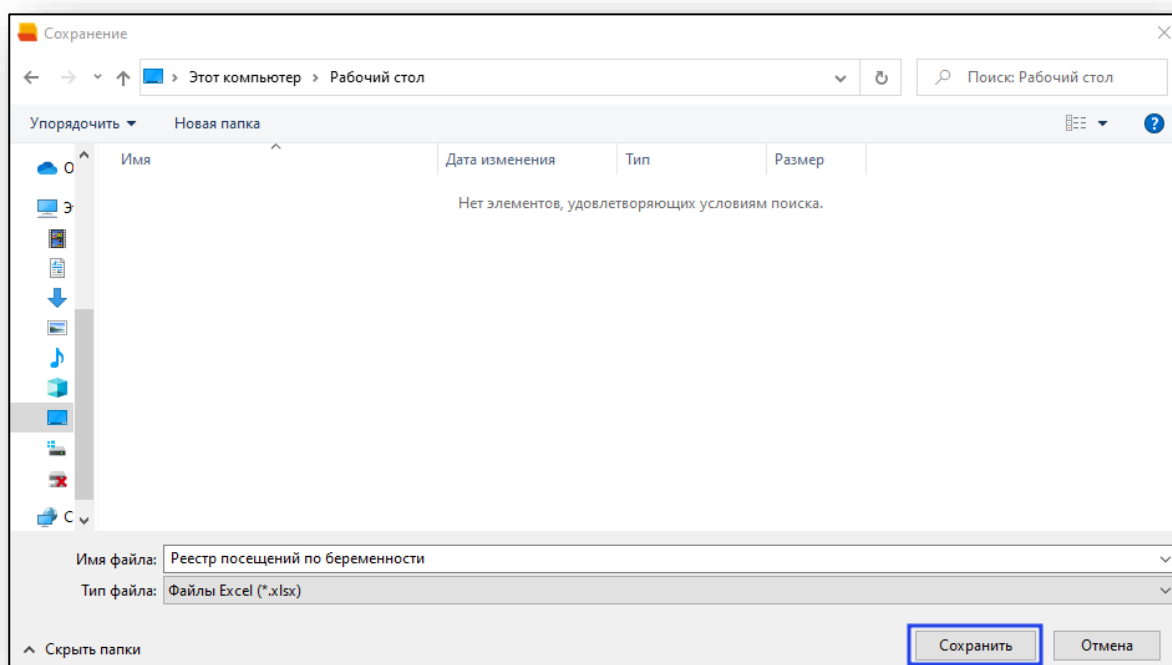 Сохранение
Этот компьютер › Рабочий стол
Поиск: Рабочий стол
Упорядочить
Новая папка
Имя
Дата изменения
Тип
Размер
О
Э
С
Нет элементов, удовлетворяющих условиям поиска.
Имя файла: Реестр посещений по беременности
Тип файла: Файлы Excel (*.xlsx)
Скрыть папки
Сохранить
Отмена